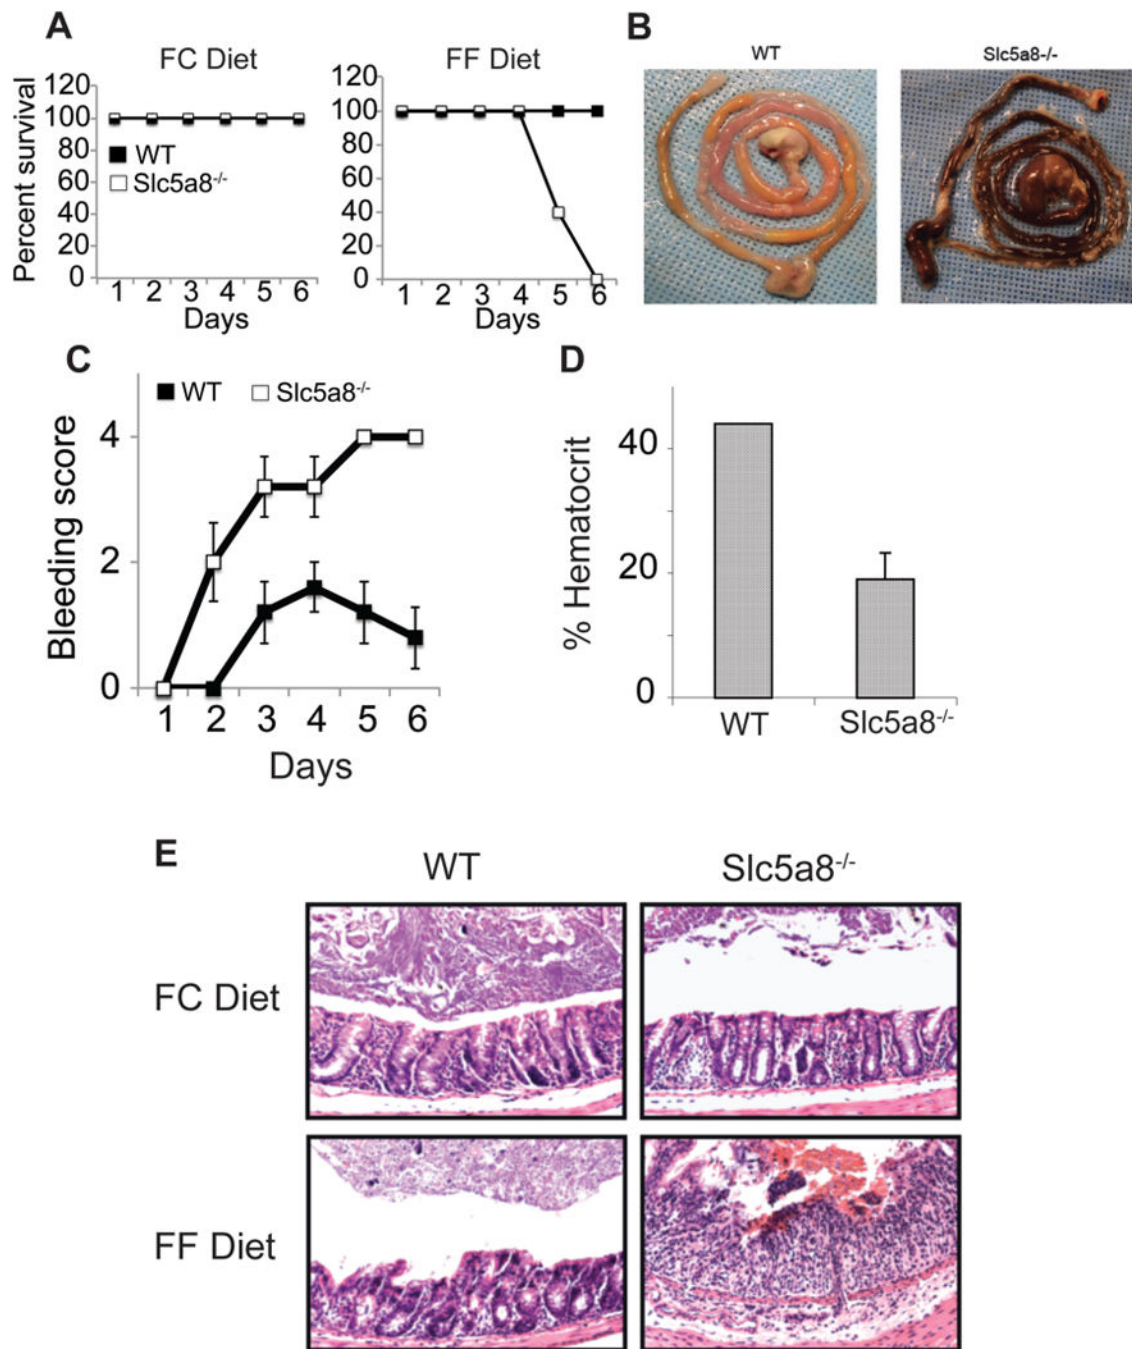 A
FC Diet
FF Diet
Percent survival
120
100
80
60
40
20
0
WT
Slc5a8-/-
1 2 3 4 5 6
Days
120
100
80
60
40
20
0
1 2 3 4 5 6
Days
B
WT
Slc5a8-/-
C
WT
Slc5a8-/-
Bleeding score
4
2
0
1 2 3 4 5 6
Days
D
% Hematocrit
40
20
0
WT
Slc5a8-/-
E
WT
Slc5a8-/-
FC Diet
FF Diet